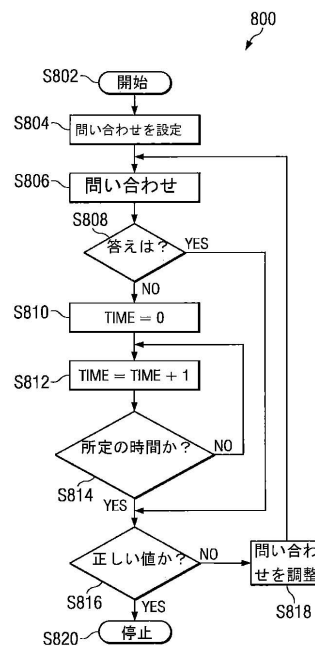 800
S802
開始
S804
問い合わせを設定
S806
問い合わせ
S808
答えは?
YES
NO
S810
TIME = 0
S812
TIME = TIME + 1
所定の時間か?
NO
S814
YES
正しい値か?
NO
問い合わ
せを調整
S816
S818
YES
S820
停止